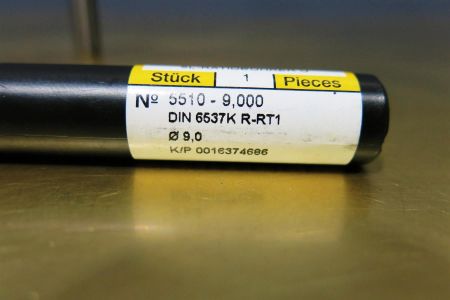 Stück 1 Pieces
№ 5510 - 9,000
DIN 6537K R-RT1
Ø 9,0
K/P 0016374686